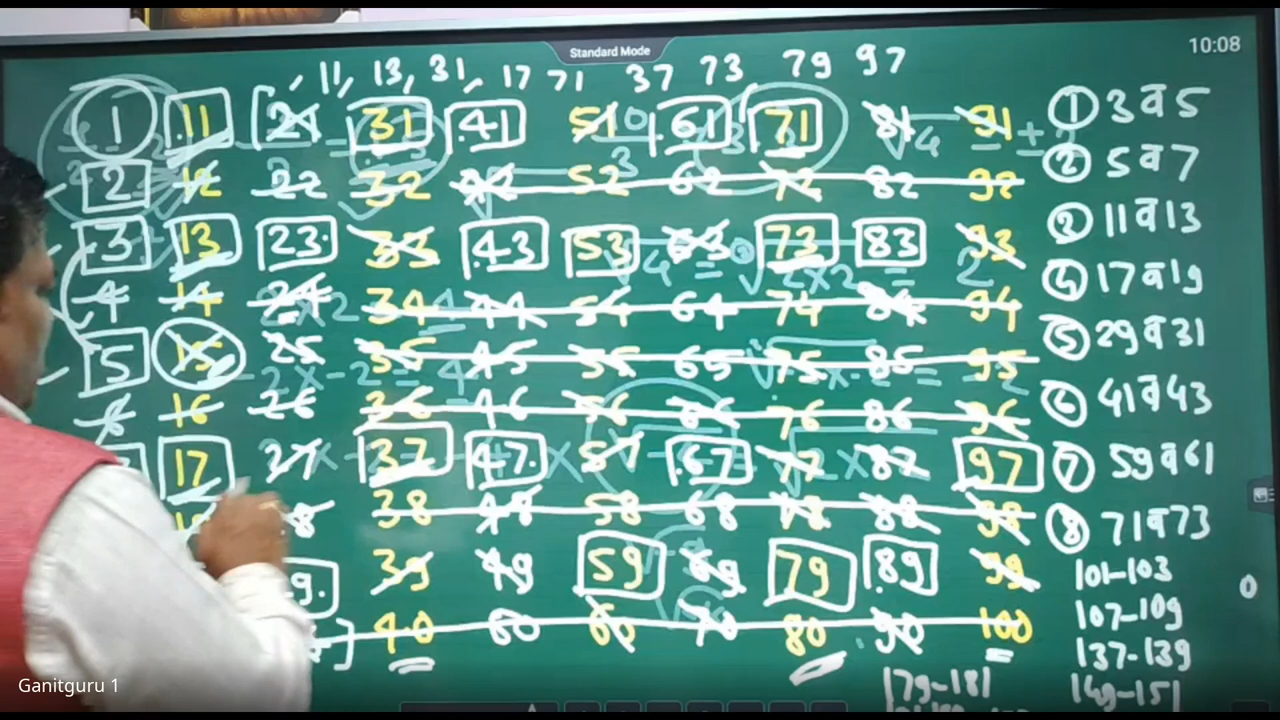 Standard Mode
10:08
, 11, 13, 31, 17 71 37 73 79 97
1 11 21 31 41 51 61 71 81 91
2 12 22 32 42 52 62 72 82 92
3 13 23 33 43 53 63 73 83 93
4 14 24 34 44 54 64 74 84 94
5 15 25 35 45 55 65 75 85 95
6 16 26 36 46 56 66 76 86 96
17 27 37 47 57 67 77 87 97
38 48 58 68 78 88 98
9. 39 49 59 69 79 89 99
40 60 70 80 90 100
① 3 व 5
② 5 व 7
② 11 व 13
④ 17 व 19
⑤ 29 व 31
⑥ 41 व 43
⑦ 59 व 61
⑧ 71 व 73
101-103
107-109
137-139
149-151
179-181
Ganitguru 1